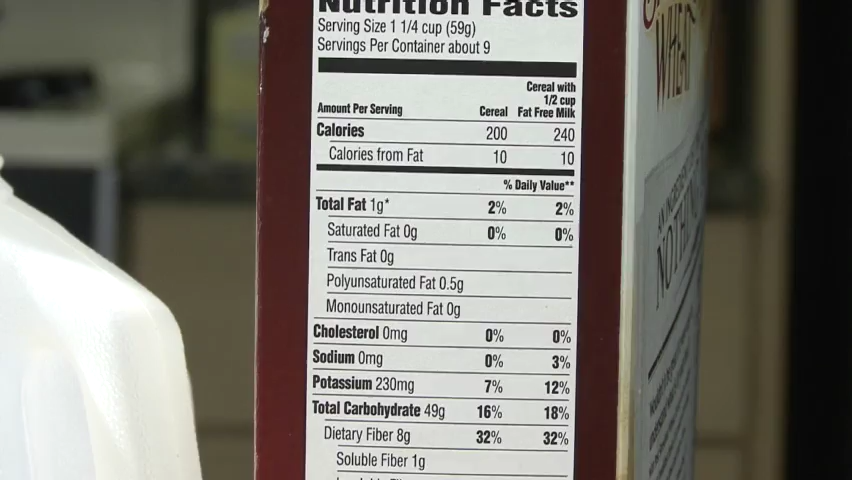 Nutrition Facts
Serving Size 1 1/4 cup (59g)
Servings Per Container about 9
Cereal with
1/2 cup
Amount Per Serving Cereal Fat Free Milk
Calories 200 240
Calories from Fat 10 10
% Daily Value**
Total Fat 1g* 2% 2%
Saturated Fat 0g 0% 0%
Trans Fat 0g
Polyunsaturated Fat 0.5g
Monounsaturated Fat 0g
Cholesterol 0mg 0% 0%
Sodium 0mg 0% 3%
Potassium 230mg 7% 12%
Total Carbohydrate 49g 16% 18%
Dietary Fiber 8g 32% 32%
Soluble Fiber 1g
WHEAT